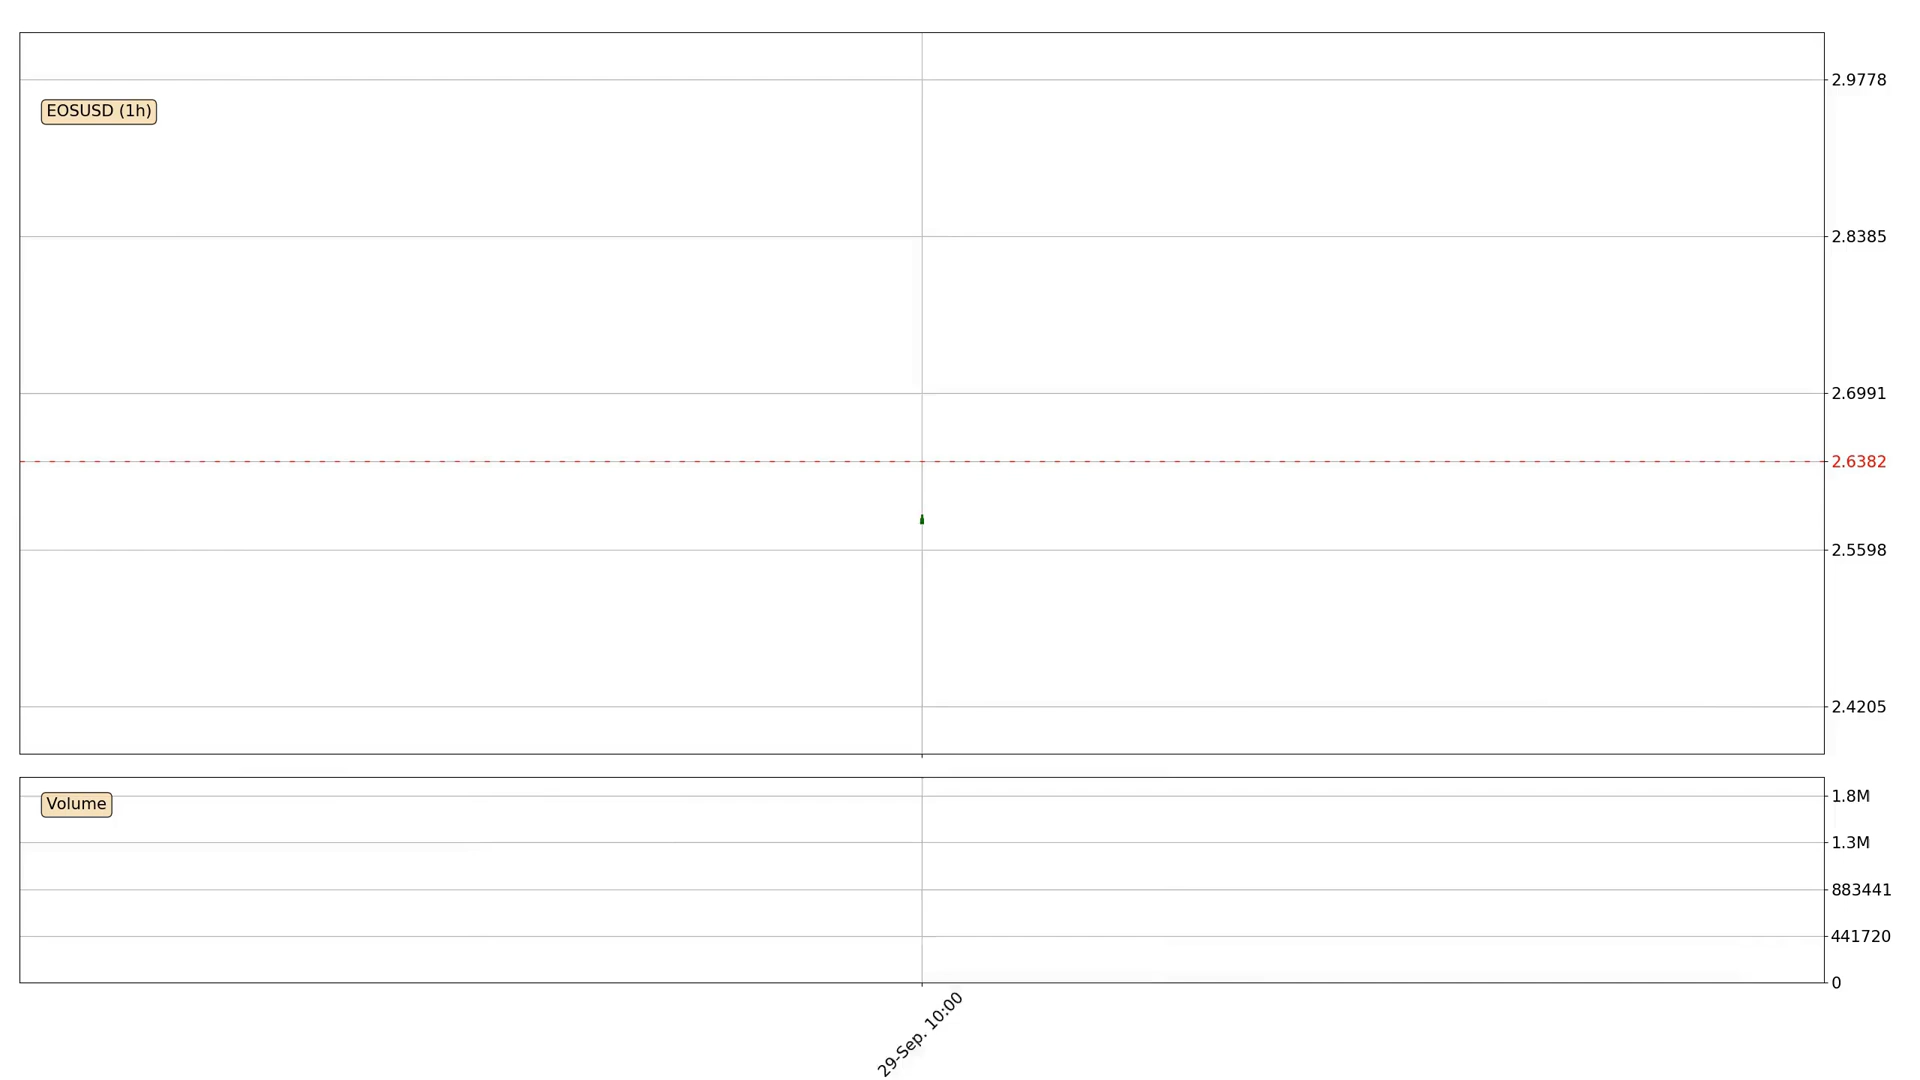 2.9778
EOSUSD (1h)
2.8385
2.6991
2.6382
2.5598
2.4205
Volume
1.8M
1.3M
883441
441720
0
29-Sep. 10:00